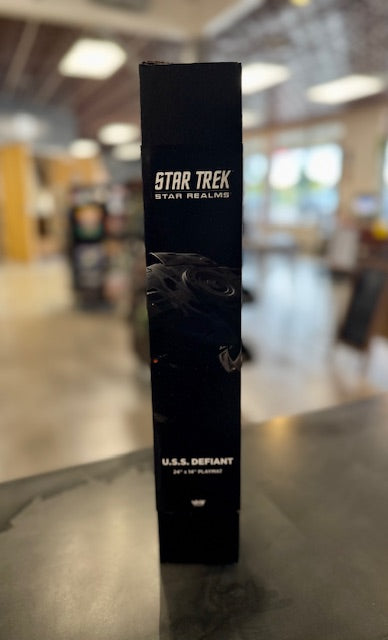 STAR TREK
STAR REALMS
U.S.S. DEFIANT
24" x 14" PLAYMAT